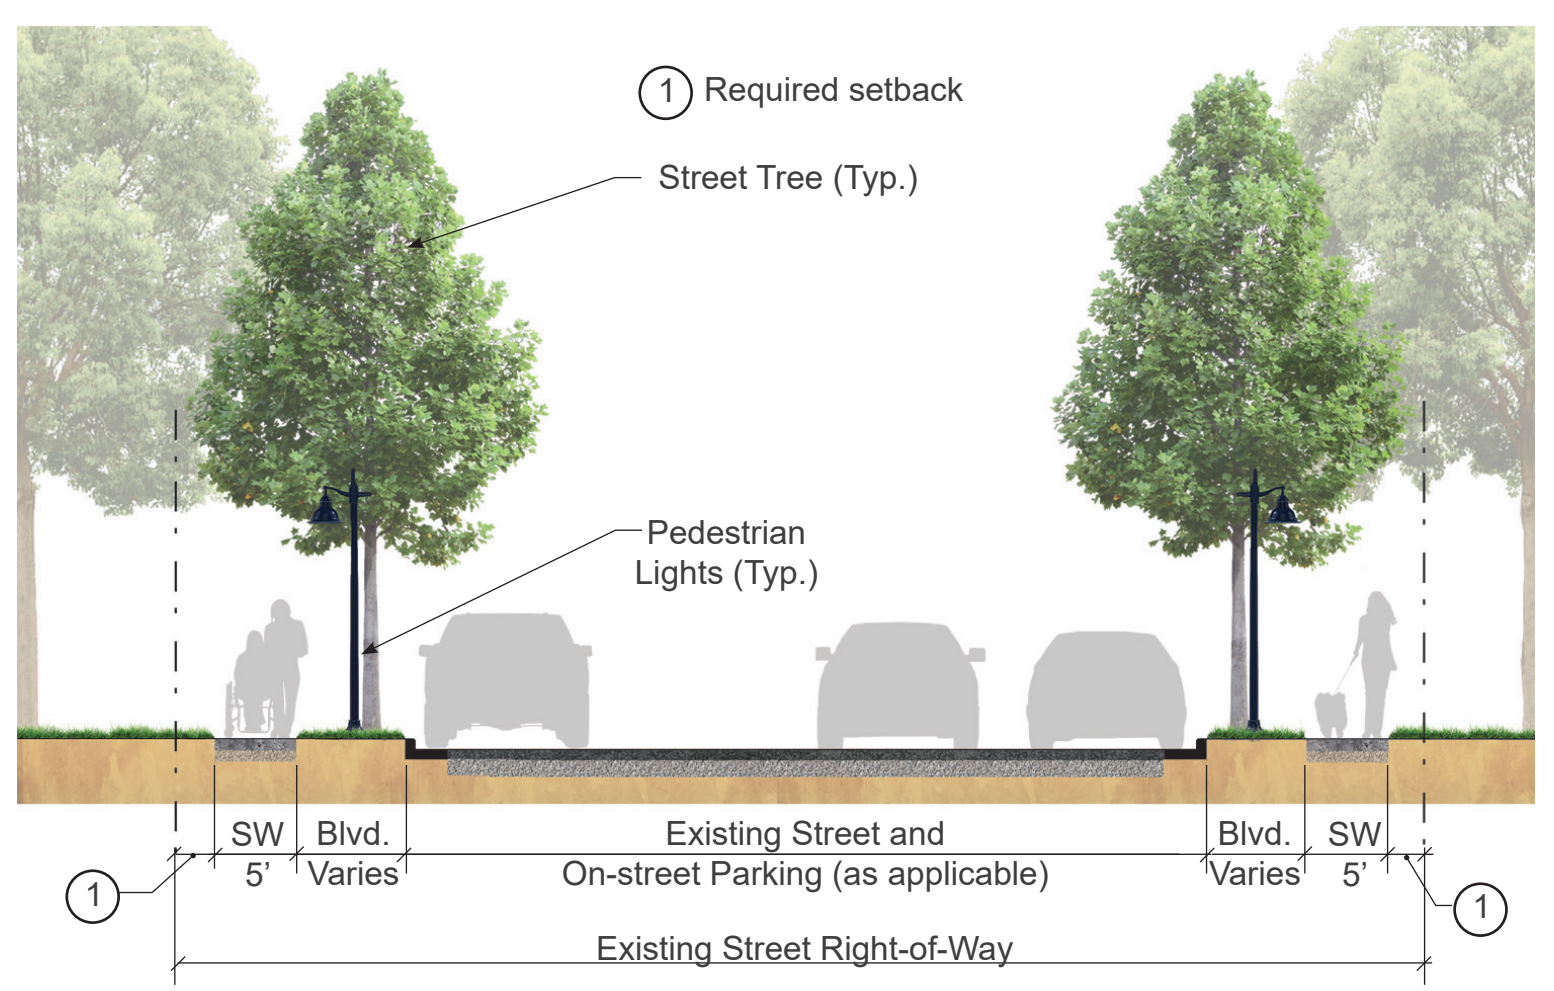 1 Required setback
Street Tree (Typ.)
Pedestrian
Lights (Typ.)
SW
5’
Blvd.
Varies
Existing Street and
On-street Parking (as applicable)
Blvd.
Varies
SW
5’
1
1
Existing Street Right-of-Way